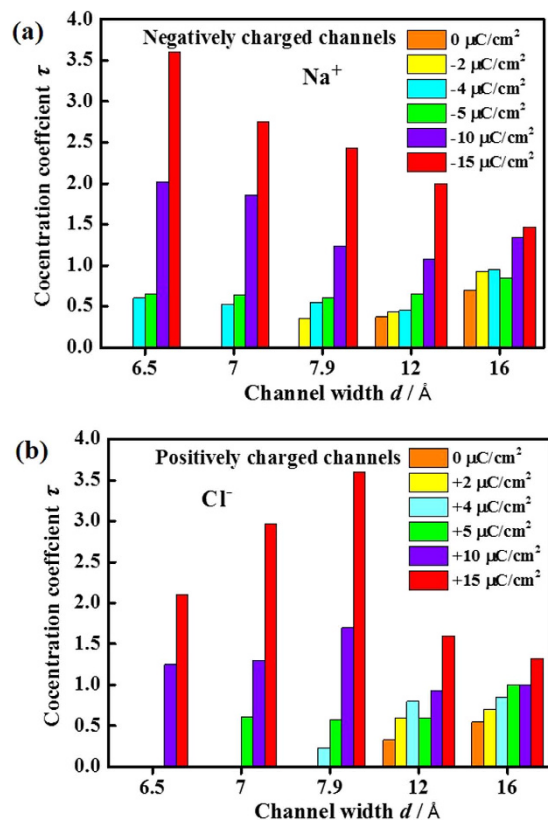 (a)
Negatively charged channels
Na⁺
0 μC/cm²
-2 μC/cm²
-4 μC/cm²
-5 μC/cm²
-10 μC/cm²
-15 μC/cm²
Cocentration coeffcient τ
4.0
3.5
3.0
2.5
2.0
1.5
1.0
0.5
0.0
6.5 7 7.9 12 16
Channel width d / Å
(b)
Positively charged channels
Cl⁻
0 μC/cm²
+2 μC/cm²
+4 μC/cm²
+5 μC/cm²
+10 μC/cm²
+15 μC/cm²
Cocentration coeffcient τ
4.0
3.5
3.0
2.5
2.0
1.5
1.0
0.5
0.0
6.5 7 7.9 12 16
Channel width d / Å